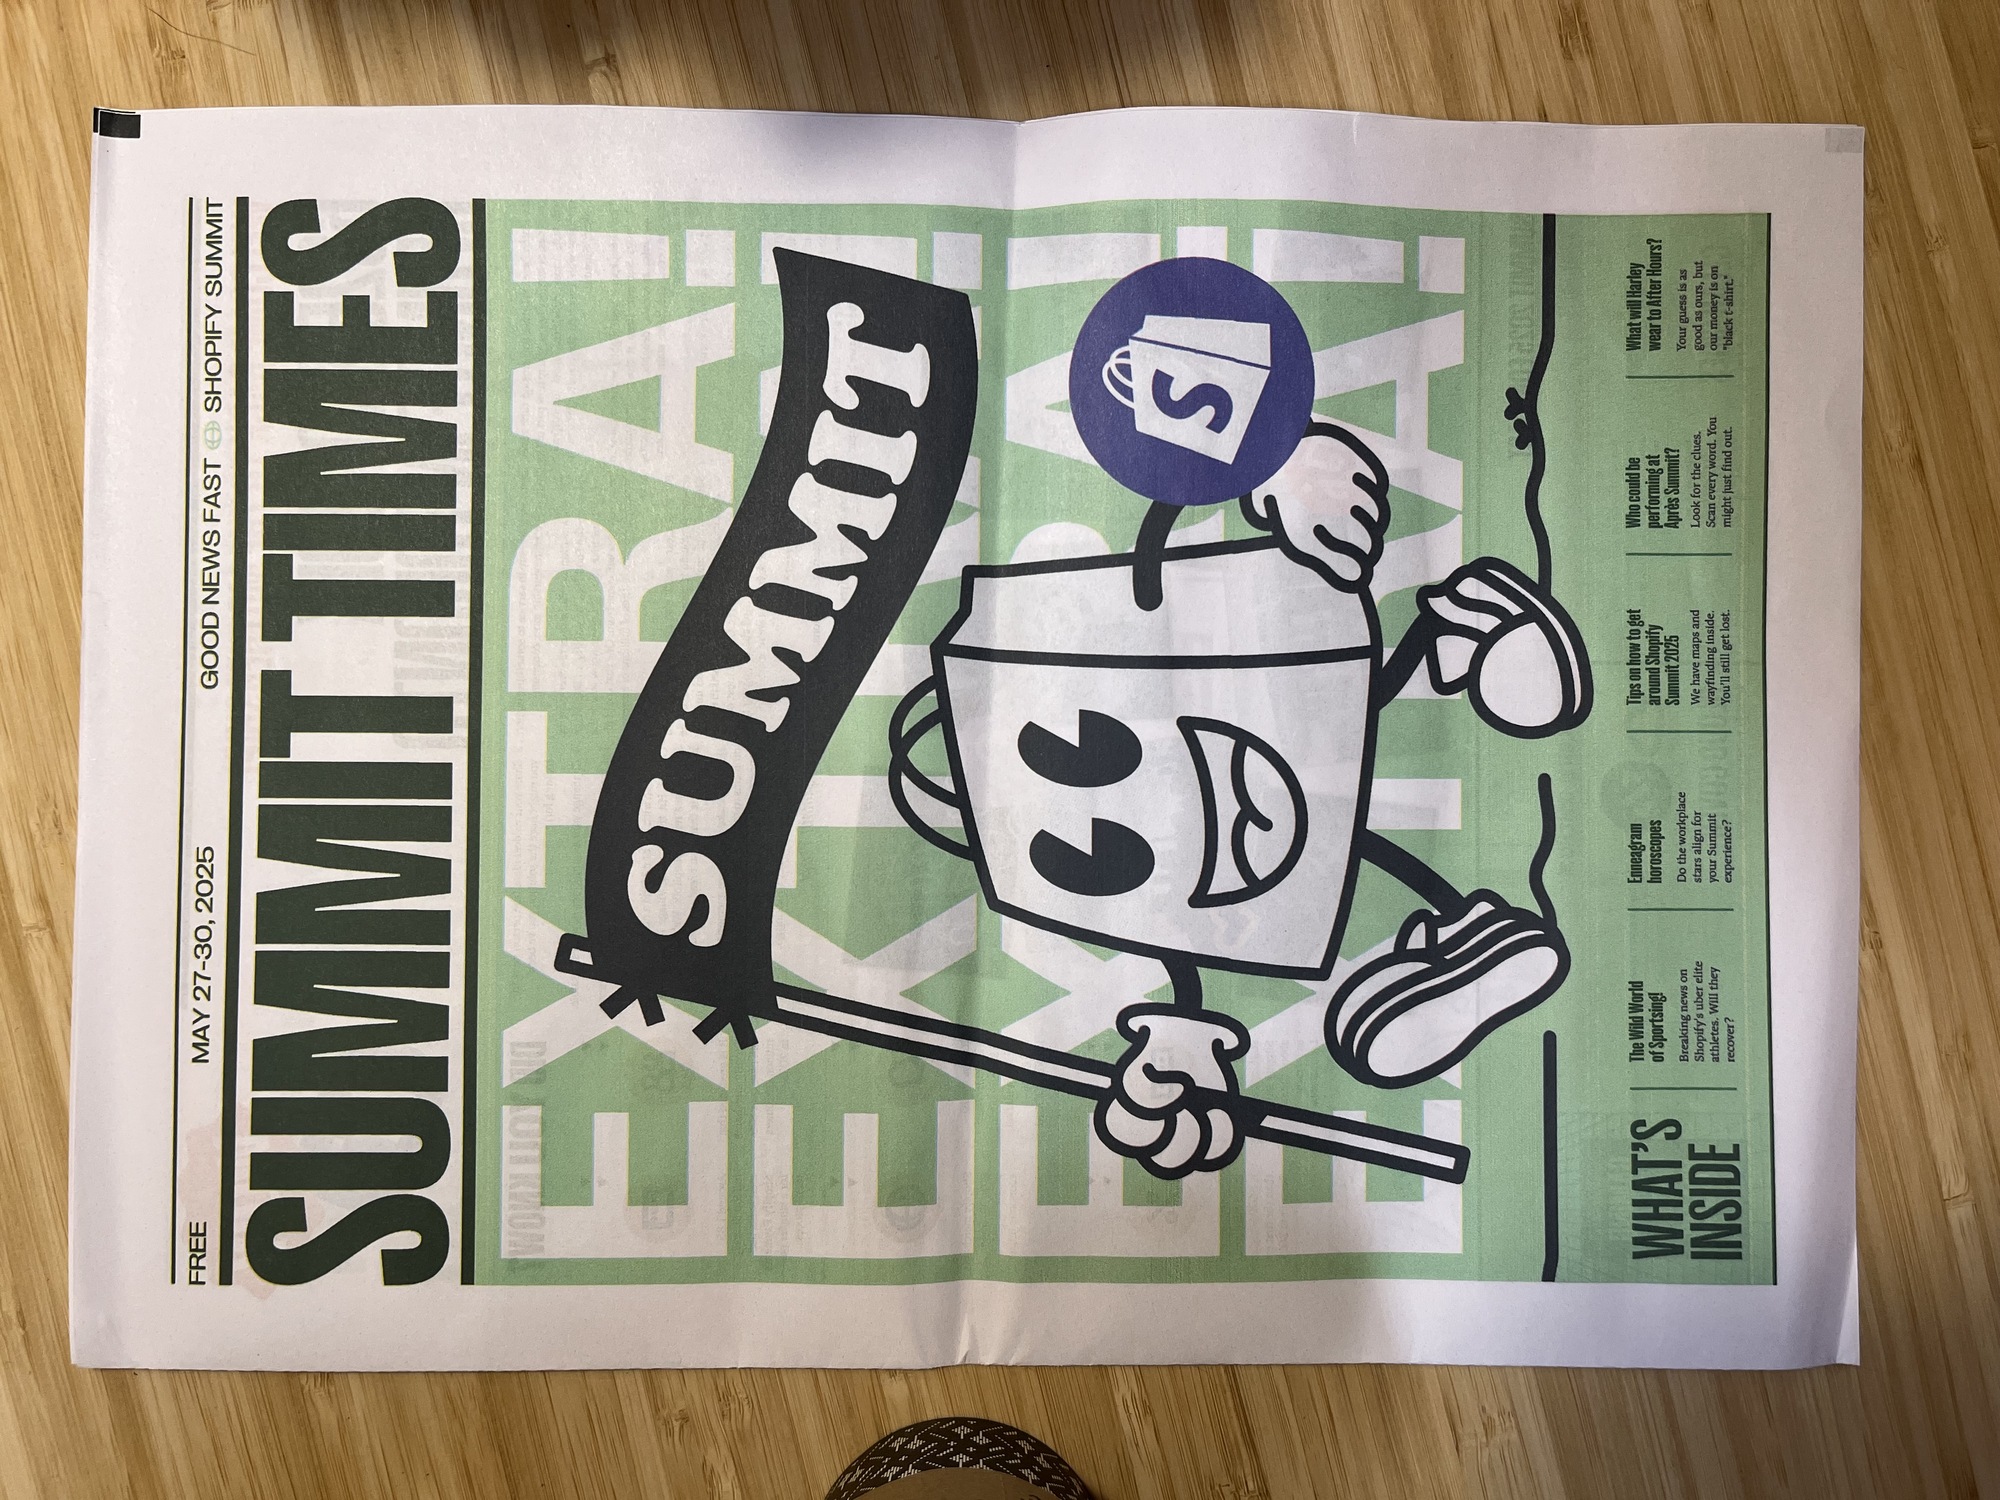 FREE
MAY 27-30, 2025
GOOD NEWS FAST
SHOPIFY SUMMIT
SUMMIT TIMES
EXTRA!
EXTRA!
EXTRA!
EXTRA!
SUMMIT
S
WHAT'S
INSIDE
The Wild World
of Sportsing!
Breaking news on
Shopify's uber elite
athletes. Will they
recover?
Enneagram
horoscopes
Do the workplace
stars align for
your Summit
experience?
Tips on how to get
around Shopify
Summit 2025
We have maps and
wayfinding inside.
You'll still get lost.
Who could be
performing at
Après Summit?
Look for the clues.
Scan every word. You
might just find out.
What will Harley
wear to After Hours?
Your guess is as
good as ours, but
our money is on
"black t-shirt."